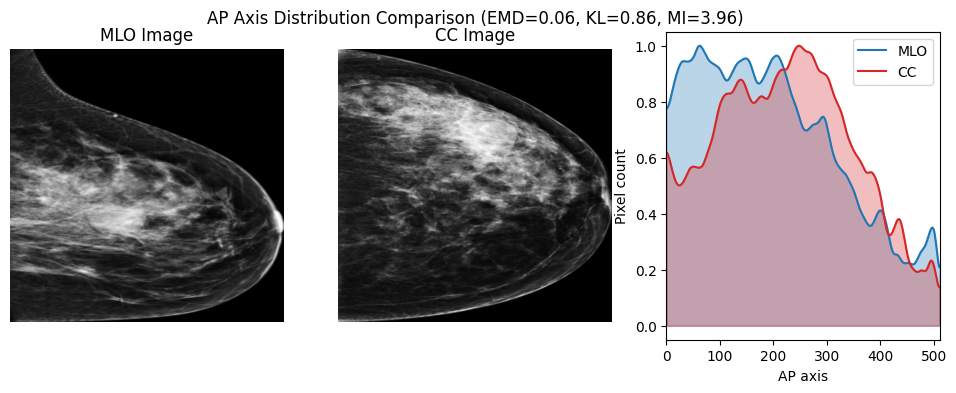 AP Axis Distribution Comparison (EMD=0.06, KL=0.86, MI=3.96)
MLO Image
CC Image
MLO
CC
Pixel count
1.0
0.8
0.6
0.4
0.2
0.0
0 100 200 300 400 500
AP axis